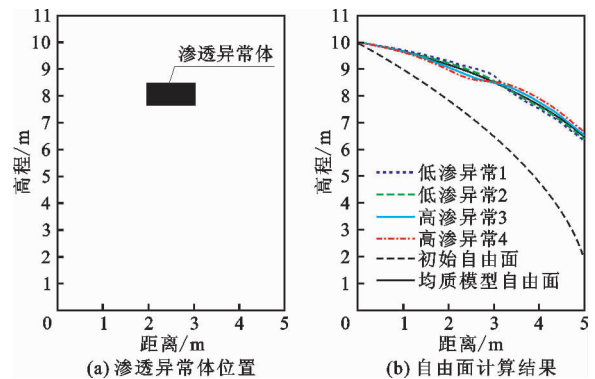 11
10
9
8
7
6
5
4
3
2
1
0
高程/m
渗透异常体
1
2
3
4
5
距离/m
(a) 渗透异常体位置
11
10
9
8
7
6
5
4
3
2
1
0
高程/m
低渗异常1
低渗异常2
高渗异常3
高渗异常4
初始自由面
均质模型自由面
1
2
3
4
5
距离/m
(b) 自由面计算结果